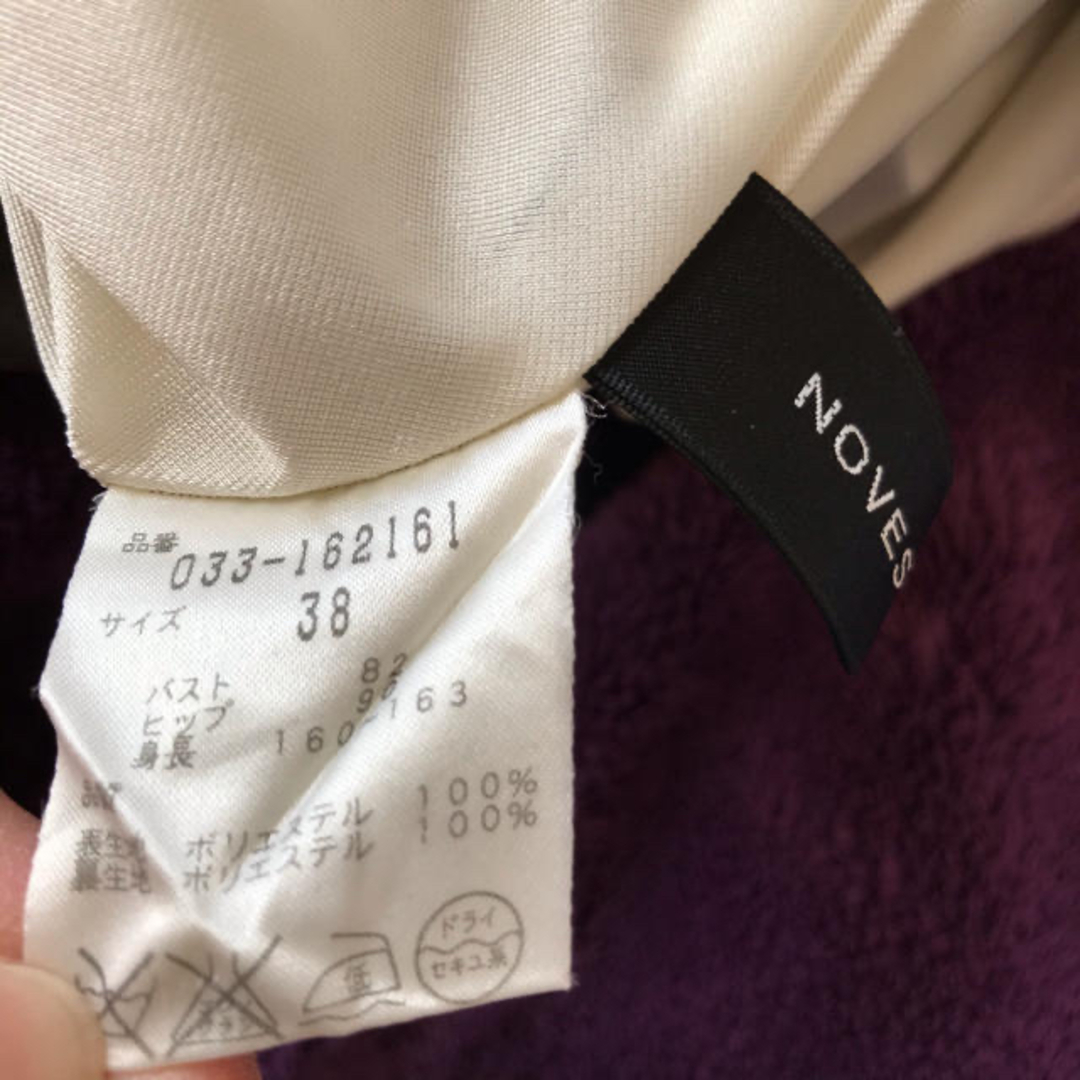 品番
033-162161
サイズ 38
バスト 82
ヒップ
身長 160~163
表生地 ポリエステル 100%
裏生地 ポリエステル 100%
低
ドライ
セキユ系
NOVES